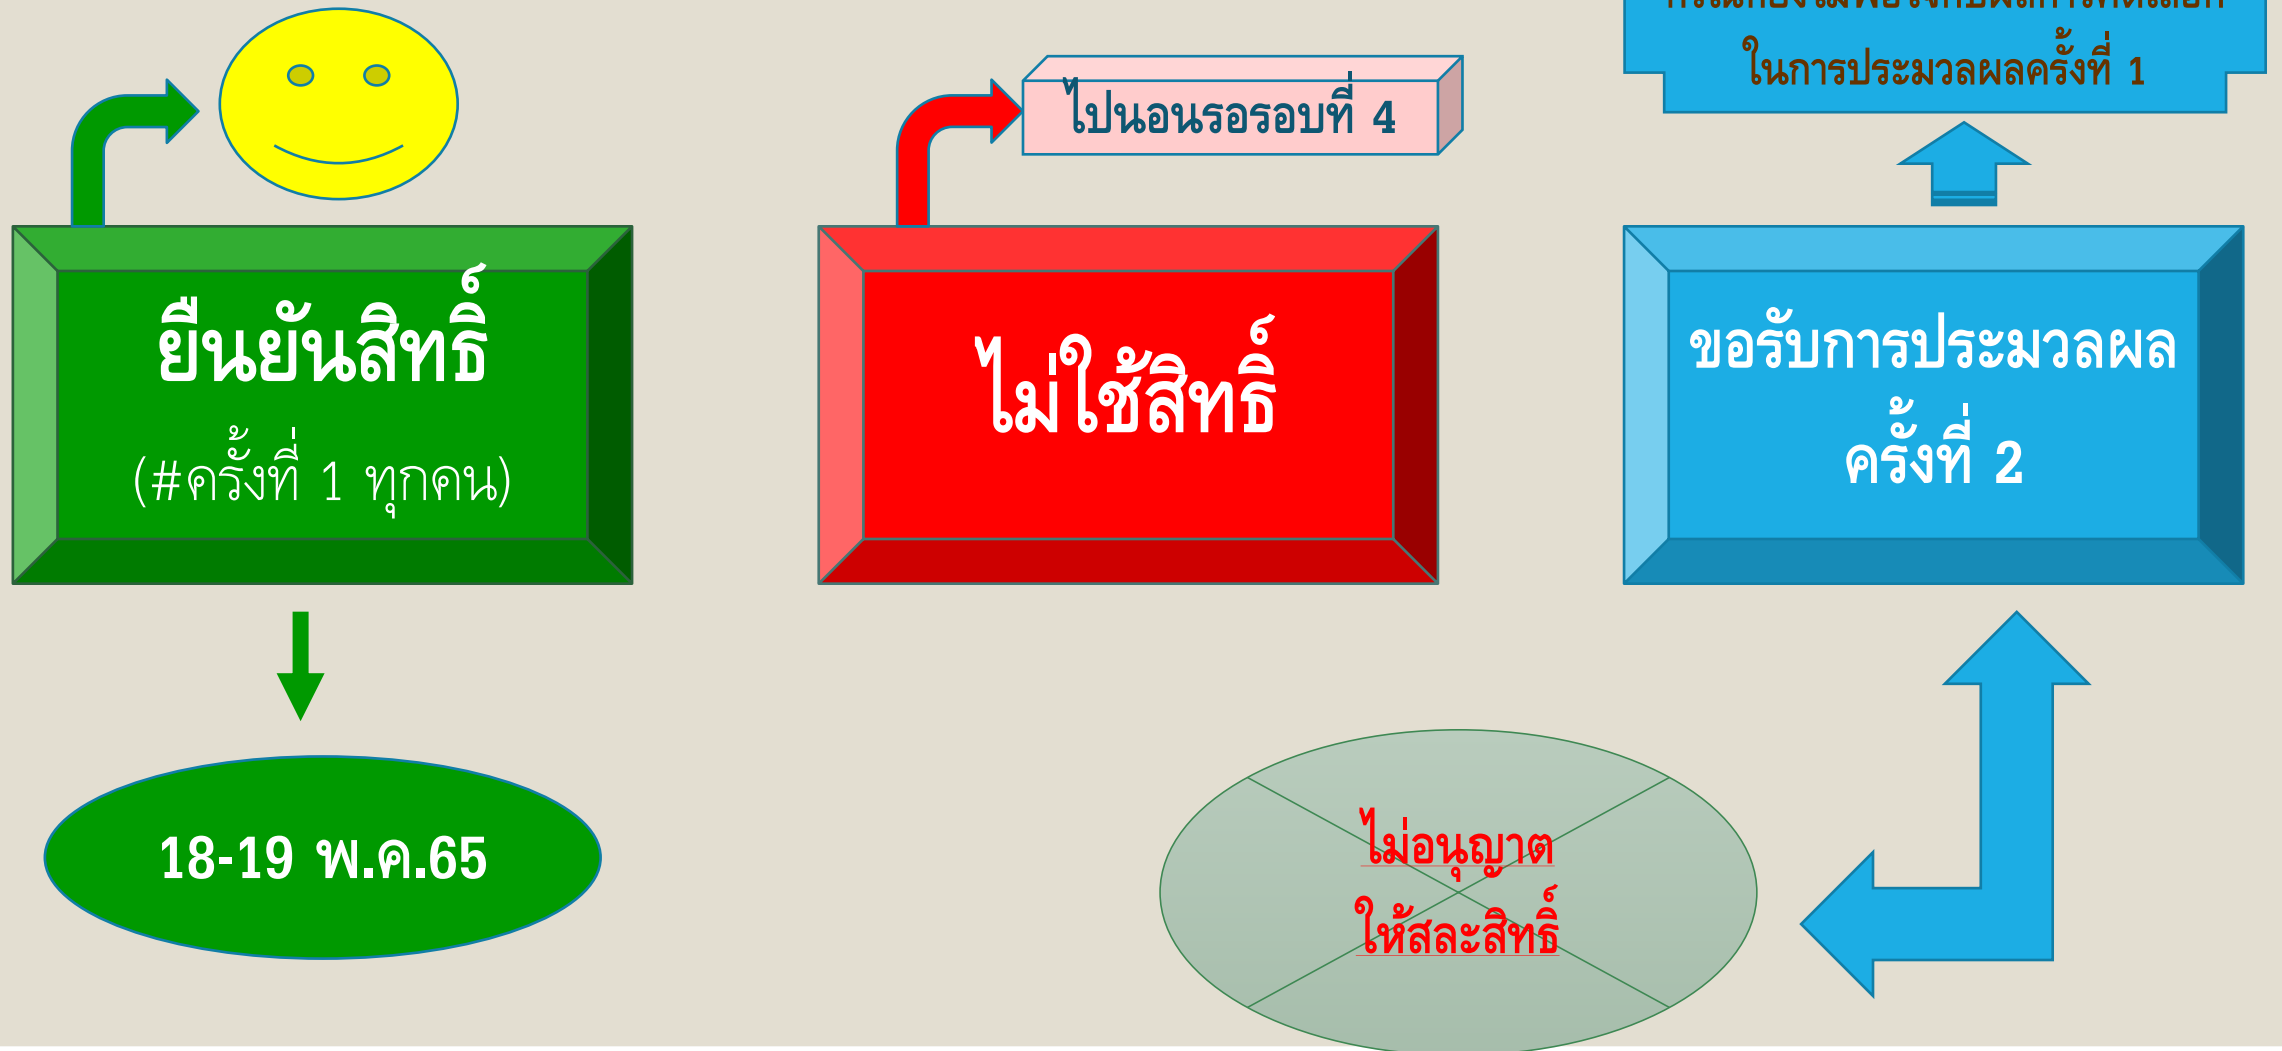 ในการประมวลผลครั้งที่ 1
ไปนอนรอรอบที่ 4
ยืนยันสิทธิ์
(#ครั้งที่ 1 ทุกคน)
ไม่ใช้สิทธิ์
ขอรับการประมวลผล
ครั้งที่ 2
18-19 พ.ค.65
ไม่อนุญาต
ให้สละสิทธิ์